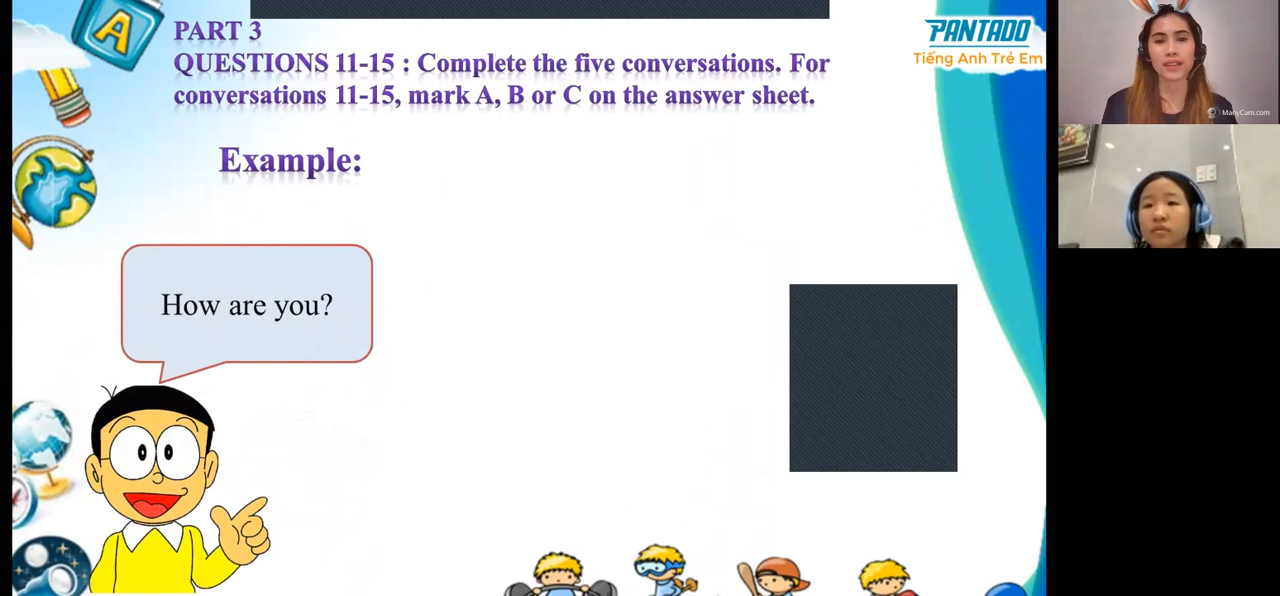 PART 3
QUESTIONS 11-15 : Complete the five conversations. For
conversations 11-15, mark A, B or C on the answer sheet.
PANTADO
Tiếng Anh Trẻ Em
Example:
How are you?
A
ManyCam.com